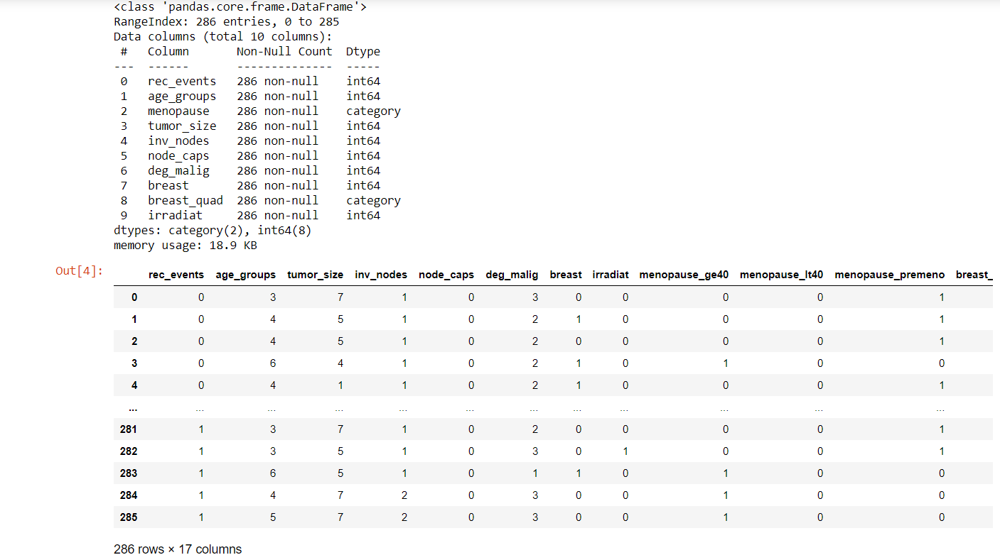 <class 'pandas.core.frame.DataFrame'>
RangeIndex: 286 entries, 0 to 285
Data columns (total 10 columns):
 #   Column       Non-Null Count  Dtype
---  ------       --------------  -----
 0   rec_events   286 non-null    int64
 1   age_groups   286 non-null    int64
 2   menopause    286 non-null    category
 3   tumor_size   286 non-null    int64
 4   inv_nodes    286 non-null    int64
 5   node_caps    286 non-null    int64
 6   deg_malig    286 non-null    int64
 7   breast       286 non-null    int64
 8   breast_quad  286 non-null    category
 9   irradiat     286 non-null    int64
dtypes: category(2), int64(8)
memory usage: 18.9 KB
Out[4]:
rec_events age_groups tumor_size inv_nodes node_caps deg_malig breast irradiat menopause_ge40 menopause_lt40 menopause_premeno breast_
0 0 3 7 1 0 3 0 0 0 0 1
1 0 4 5 1 0 2 1 0 0 0 1
2 0 4 5 1 0 2 0 0 0 0 1
3 0 6 4 1 0 2 1 0 1 0 0
4 0 4 1 1 0 2 1 0 0 0 1
... ... ... ... ... ... ... ... ... ... ... ...
281 1 3 7 1 0 2 0 0 0 0 1
282 1 3 5 1 0 3 0 1 0 0 1
283 1 6 5 1 0 1 1 0 1 0 0
284 1 4 7 2 0 3 0 0 1 0 0
285 1 5 7 2 0 3 0 0 1 0 0
286 rows × 17 columns